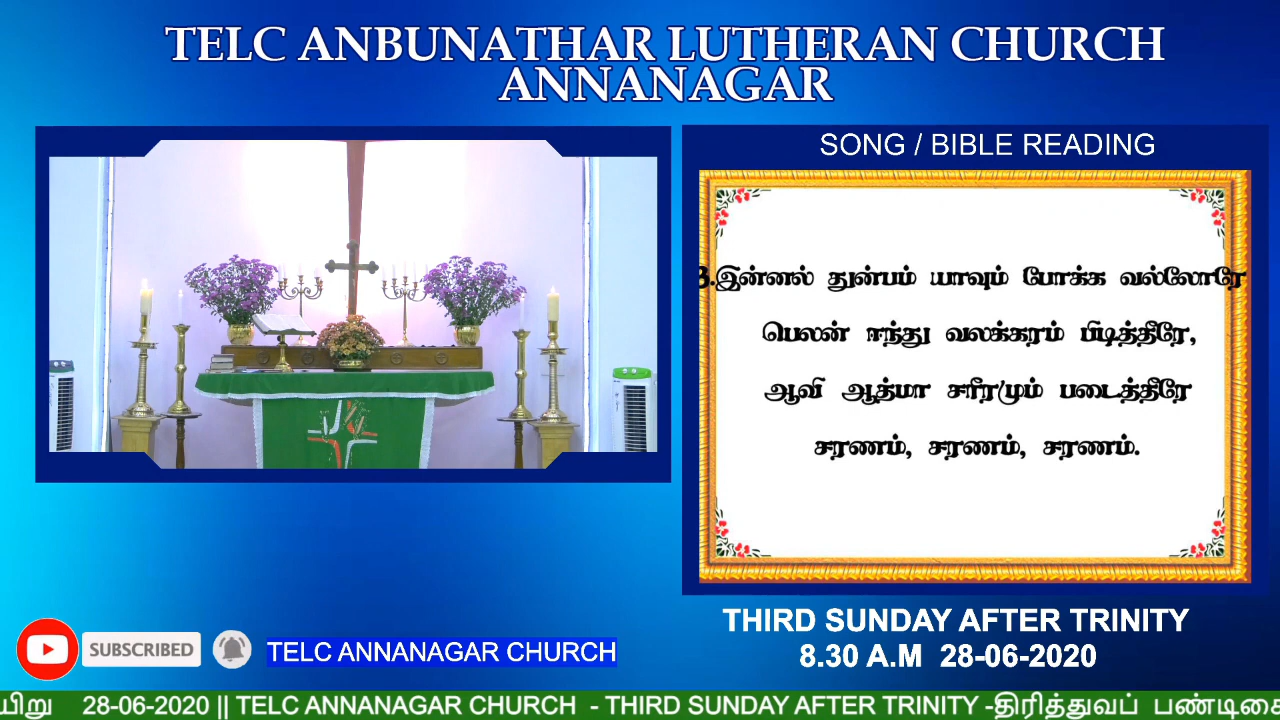 TELC ANBUNATHAR LUTHERAN CHURCH
ANNANAGAR
SONG / BIBLE READING
3.இன்னல் துன்பம் யாவும் போக்க வல்லோரே
பெலன் ஈந்து வலக்கரம் பிடித்தீரே,
ஆவி ஆத்மா சரீரமும் படைத்தீரே
சரணம், சரணம், சரணம்.
THIRD SUNDAY AFTER TRINITY
8.30 A.M 28-06-2020
SUBSCRIBED
TELC ANNANAGAR CHURCH
28-06-2020 || TELC ANNANAGAR CHURCH - THIRD SUNDAY AFTER TRINITY -திரித்துவப்